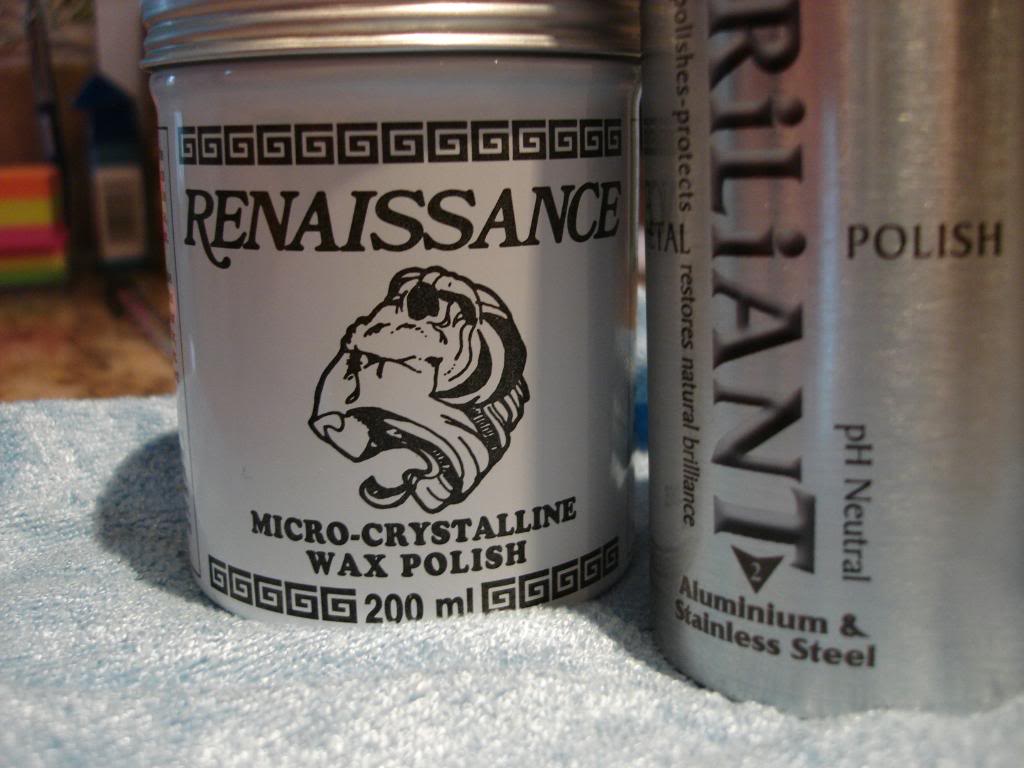 RENAISSANCE
MICRO-CRYSTALLINE
WAX POLISH
200 ml
polishes-protects
ETAL restores natural brilliance
RiLiANT
2
POLISH
pH Neutral
Aluminium &
Stainless Steel